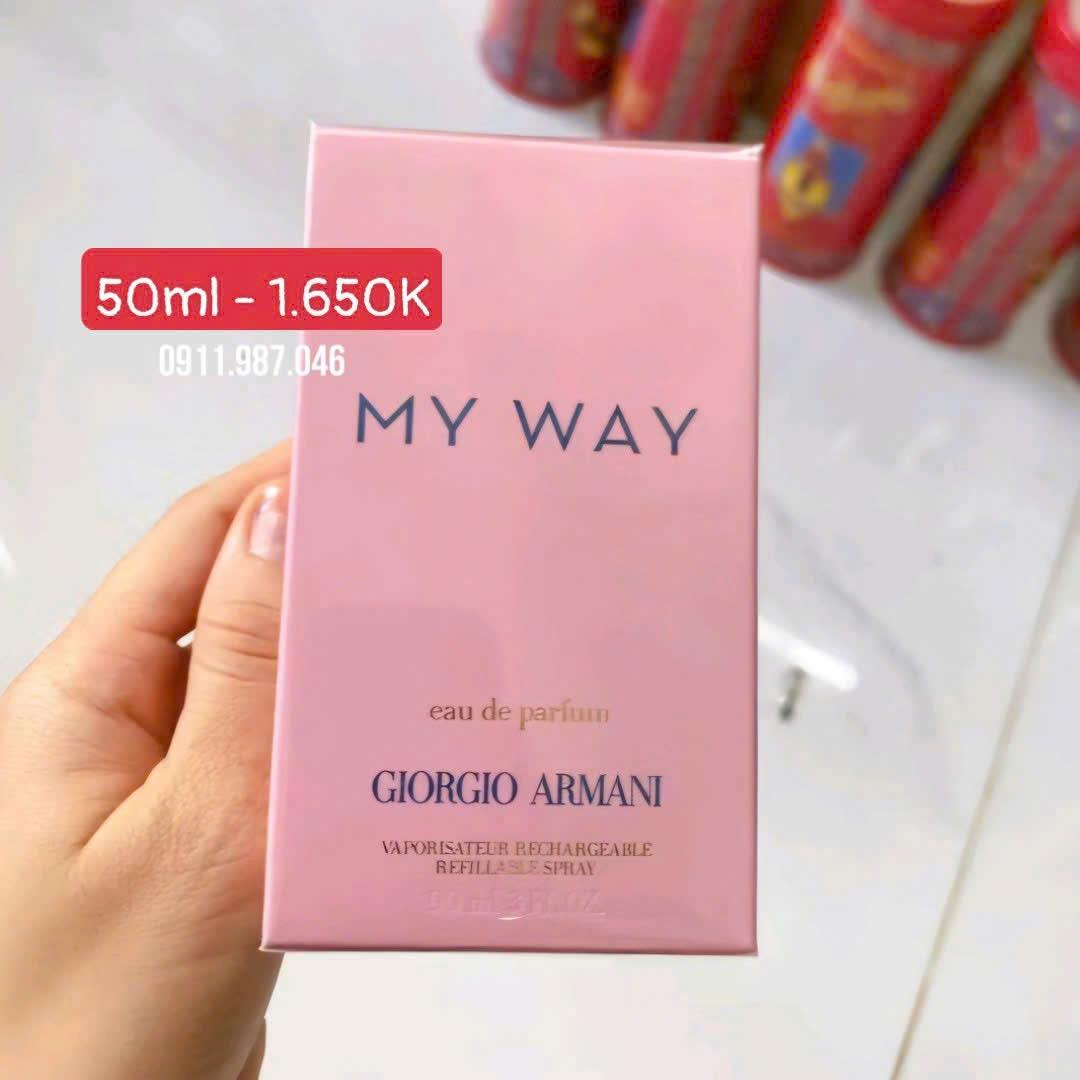 50ml - 1.650K
0911.987.046
MY WAY
eau de parfum
GIORGIO ARMANI
VAPORISATEUR RECHARGEABLE
REFILLABLE SPRAY